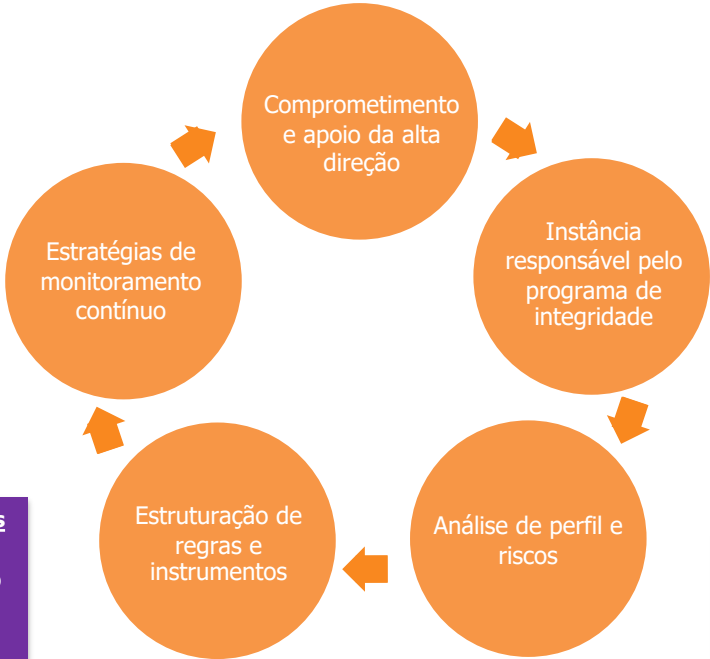 Comprometimento
e apoio da alta
direção
Instância
responsável pelo
programa de
integridade
Análise de perfil e
riscos
Estruturação de
regras e
instrumentos
Estratégias de
monitoramento
contínuo